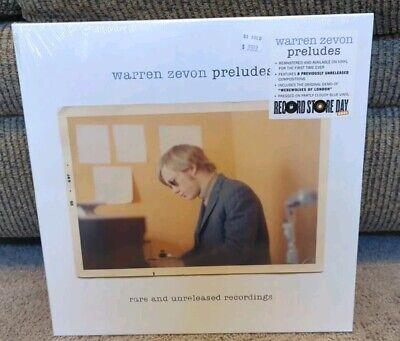 warren zevon preludes
warren zevon
preludes
• REMASTERED AND AVAILABLE ON VINYL
FOR THE FIRST TIME EVER
• FEATURES 6 PREVIOUSLY UNRELEASED
COMPOSITIONS
• INCLUDES THE ORIGINAL DEMO OF
"WEREWOLVES OF LONDON"
• PRESSED ON PARTLY CLOUDY BLUE VINYL
RECORD STORE DAY
rare and unreleased recordings